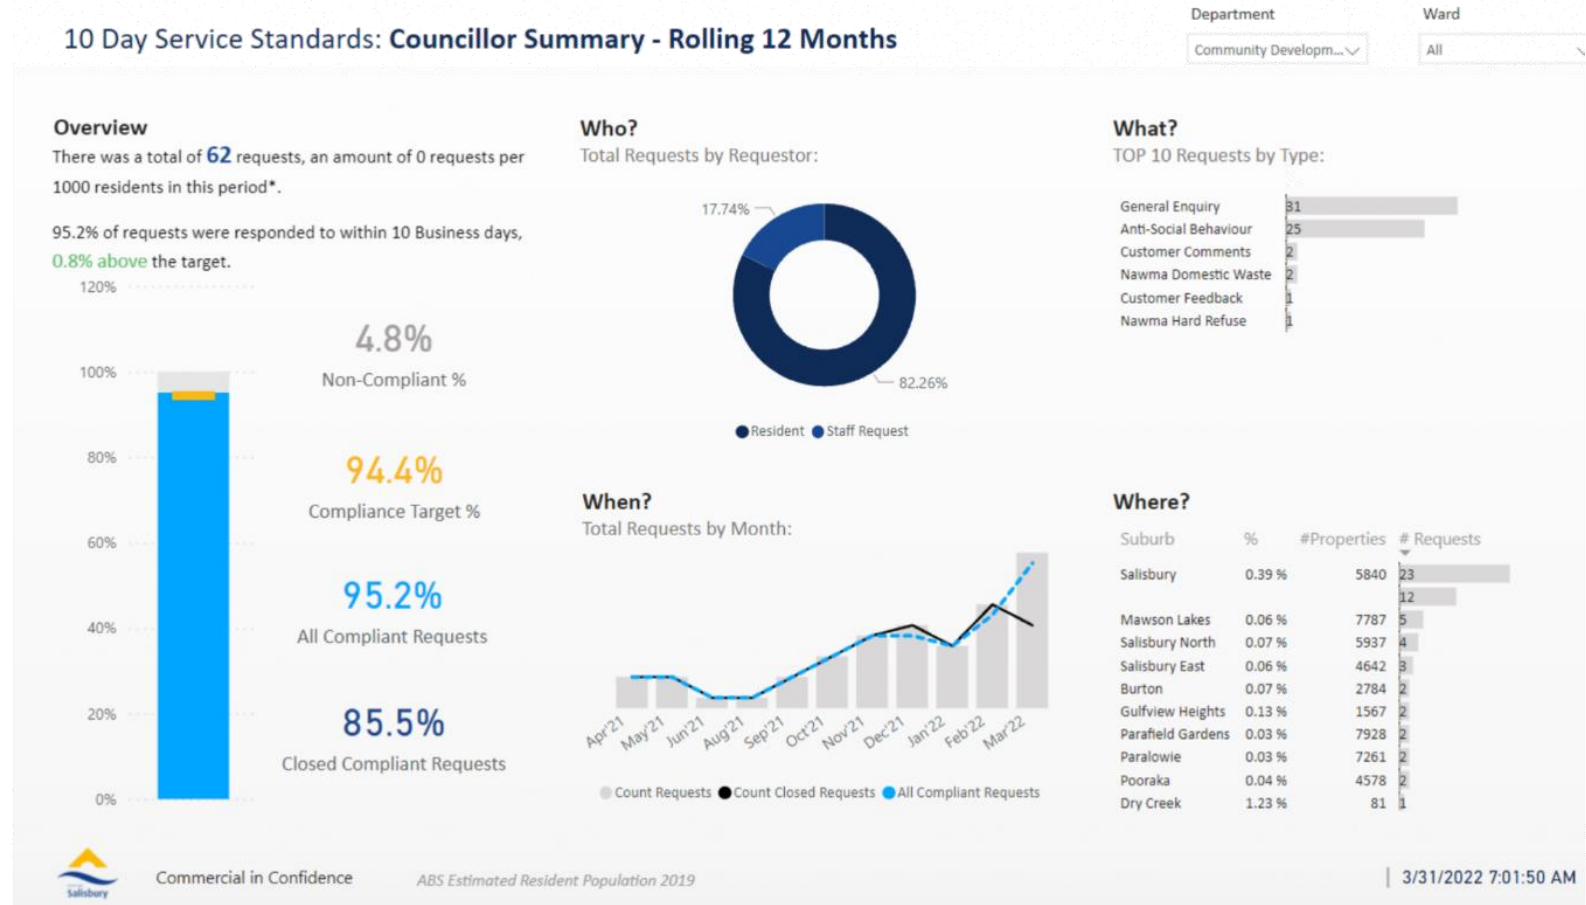 10 Day Service Standards: Councillor Summary - Rolling 12 Months
Department
Ward
Community Developm...
All
Overview
There was a total of 62 requests, an amount of 0 requests per
1000 residents in this period*.
95.2% of requests were responded to within 10 Business days,
0.8% above the target.
120%
100%
80%
60%
40%
20%
0%
4.8%
Non-Compliant %
94.4%
Compliance Target %
95.2%
All Compliant Requests
85.5%
Closed Compliant Requests
Who?
Total Requests by Requestor:
17.74%
82.26%
Resident Staff Request
When?
Total Requests by Month:
Apr'21 May'21 Jun'21 Aug'21 Sep'21 Oct'21 Nov'21 Dec'21 Jan'22 Feb'22 Mar'22
Count Requests Count Closed Requests All Compliant Requests
What?
TOP 10 Requests by Type:
General Enquiry 31
Anti-Social Behaviour 25
Customer Comments 2
Nawma Domestic Waste 2
Customer Feedback 1
Nawma Hard Refuse 1
Where?
Suburb % #Properties # Requests
Salisbury 0.39 % 5840 23
12
Mawson Lakes 0.06 % 7787 5
Salisbury North 0.07 % 5937 4
Salisbury East 0.06 % 4642 3
Burton 0.07 % 2784 2
Gulfview Heights 0.13 % 1567 2
Parafield Gardens 0.03 % 7928 2
Paralowie 0.03 % 7261 2
Pooraka 0.04 % 4578 2
Dry Creek 1.23 % 81 1
Salisbury
Commercial in Confidence
ABS Estimated Resident Population 2019
3/31/2022 7:01:50 AM